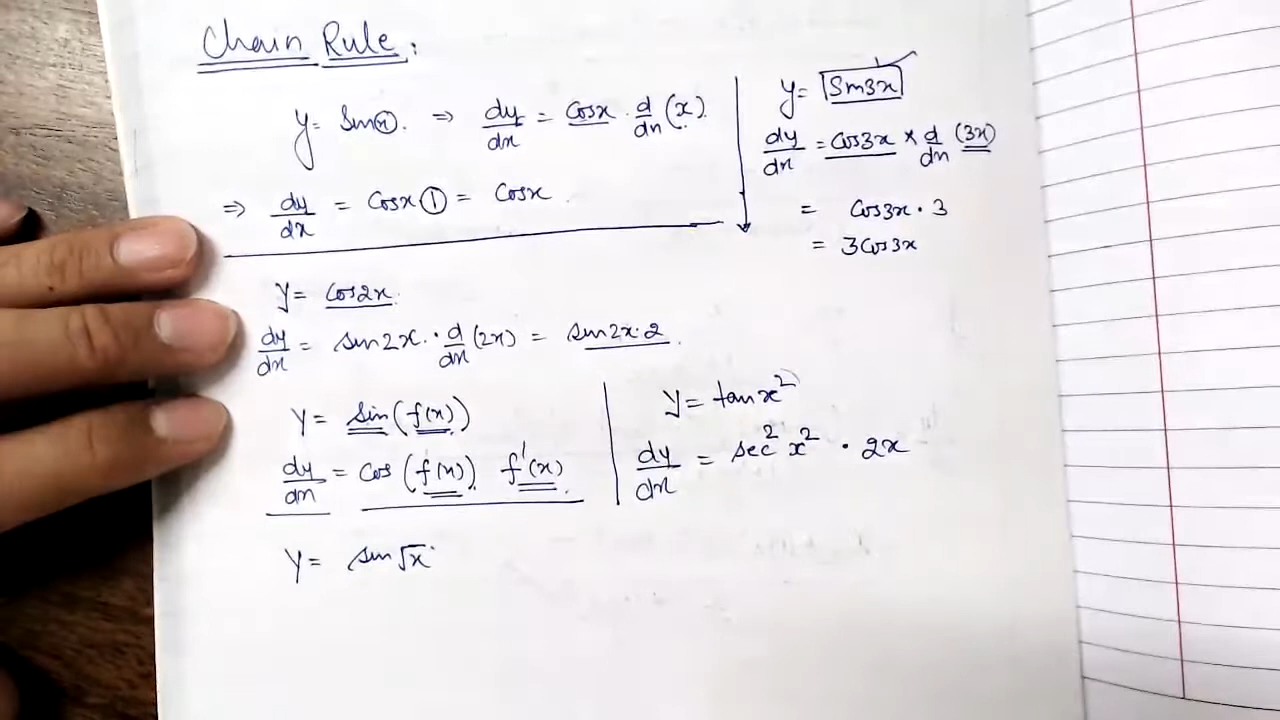 Chain Rule:
y = Sin(x). ⇒ dy/dx = cosx · d/dx (x).
⇒ dy/dx = Cosx (1) = Cosx.
y = Sin3x
dy/dx = cos3x × d/dx (3x)
= Cos3x · 3
= 3Cos3x
y = cos2x.
dy/dx = sin2x · d/dx (2x) = sin2x·2.
Y = sin(f(x))
dy/dx = cos (f(x)) f'(x).
y = tan x²
dy/dx = sec² x² · 2x
Y = sin√x